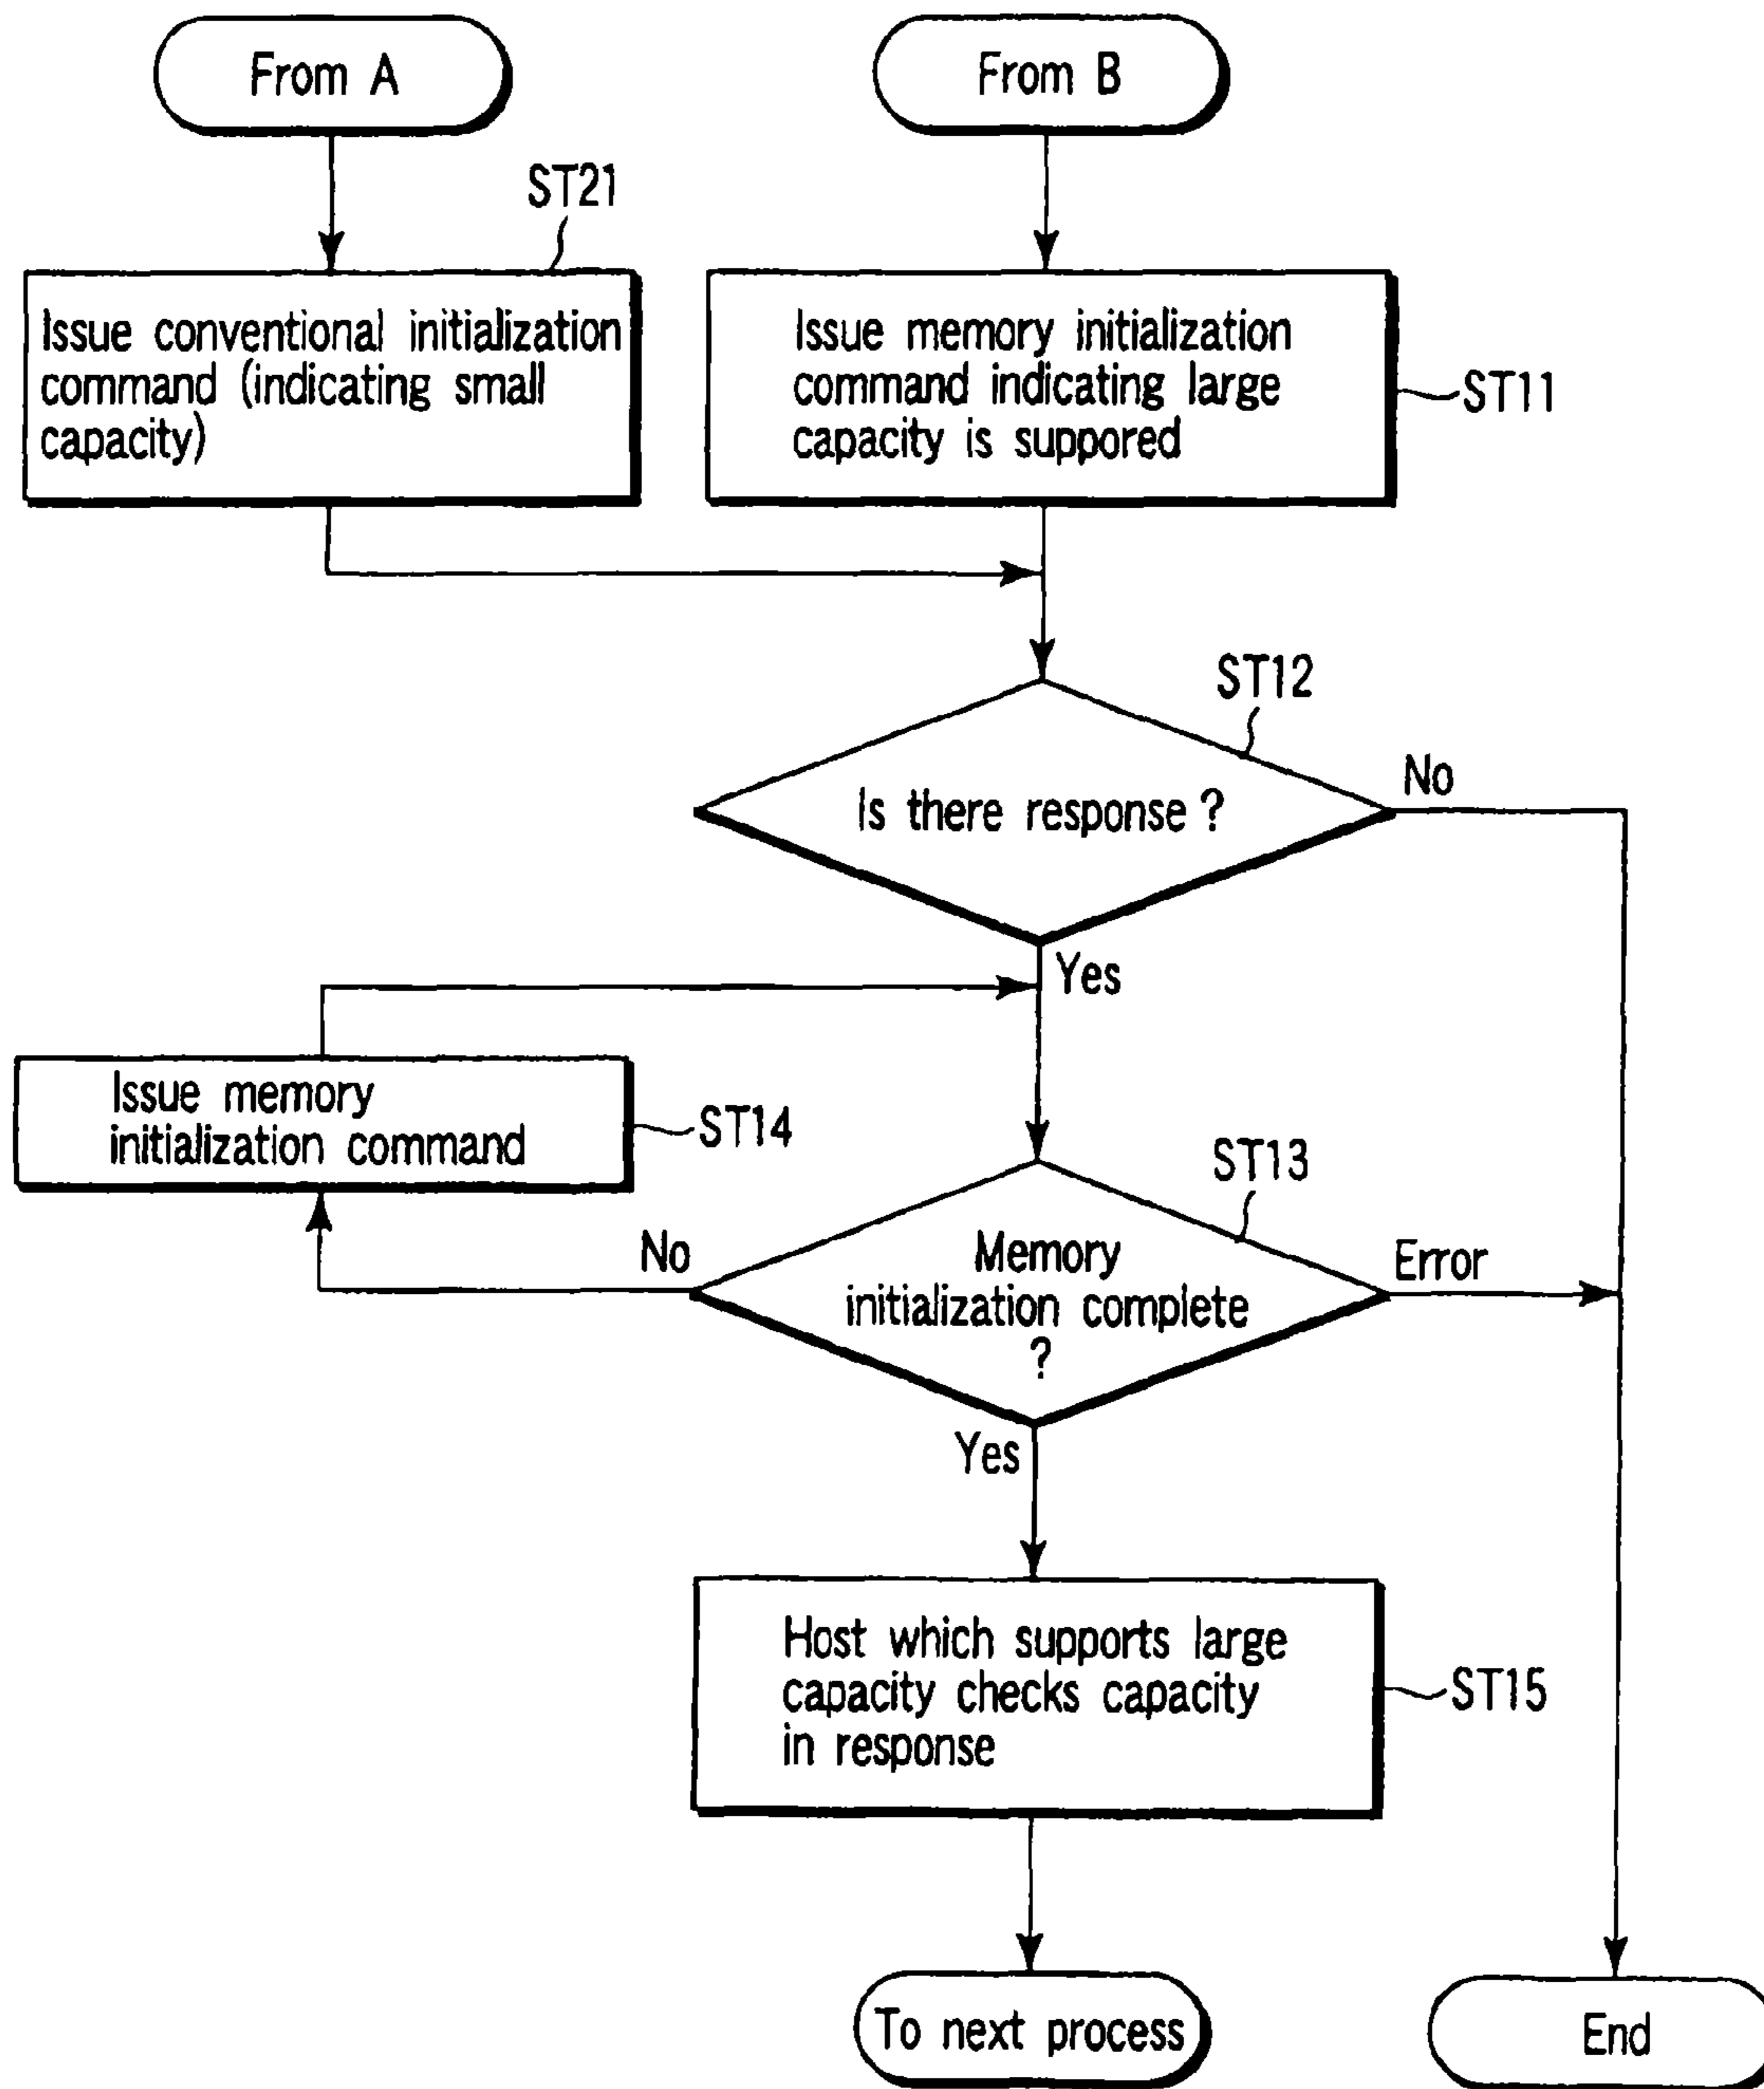 From A
From B
ST21
Issue conventional initialization
command (indicating small
capacity)
Issue memory initialization
command indicating large
capacity is suppored
ST11
ST12
Is there response ?
No
Yes
Issue memory
initialization command
ST14
ST13
No
Memory
initialization complete
?
Error
Yes
Host which supports large
capacity checks capacity
in response
ST15
To next process
End